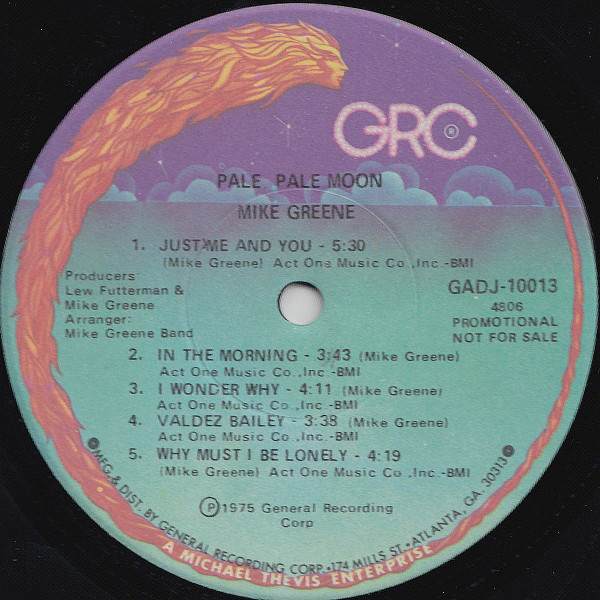 GRC ®
PALE PALE MOON
MIKE GREENE
1. JUST ME AND YOU - 5:30
(Mike Greene) Act One Music Co.,Inc.-BMI
Producers:
Lew Futterman &
Mike Greene
Arranger:
Mike Greene Band
GADJ-10013
4806
PROMOTIONAL
NOT FOR SALE
2. IN THE MORNING - 3:43 (Mike Greene)
Act One Music Co.,Inc.-BMI
3. I WONDER WHY - 4:11 (Mike Greene)
Act One Music Co.,Inc.-BMI
4. VALDEZ BAILEY - 3:38 (Mike Greene)
Act One Music Co.,Inc.-BMI
5. WHY MUST I BE LONELY - 4:19
(Mike Greene) Act One Music Co.,Inc.-BMI
Ⓟ1975 General Recording
Corp
MFG. & DIST. BY GENERAL RECORDING CORP.•174 MILLS ST.•ATLANTA, GA. 30313
A MICHAEL THEVIS ENTERPRISE